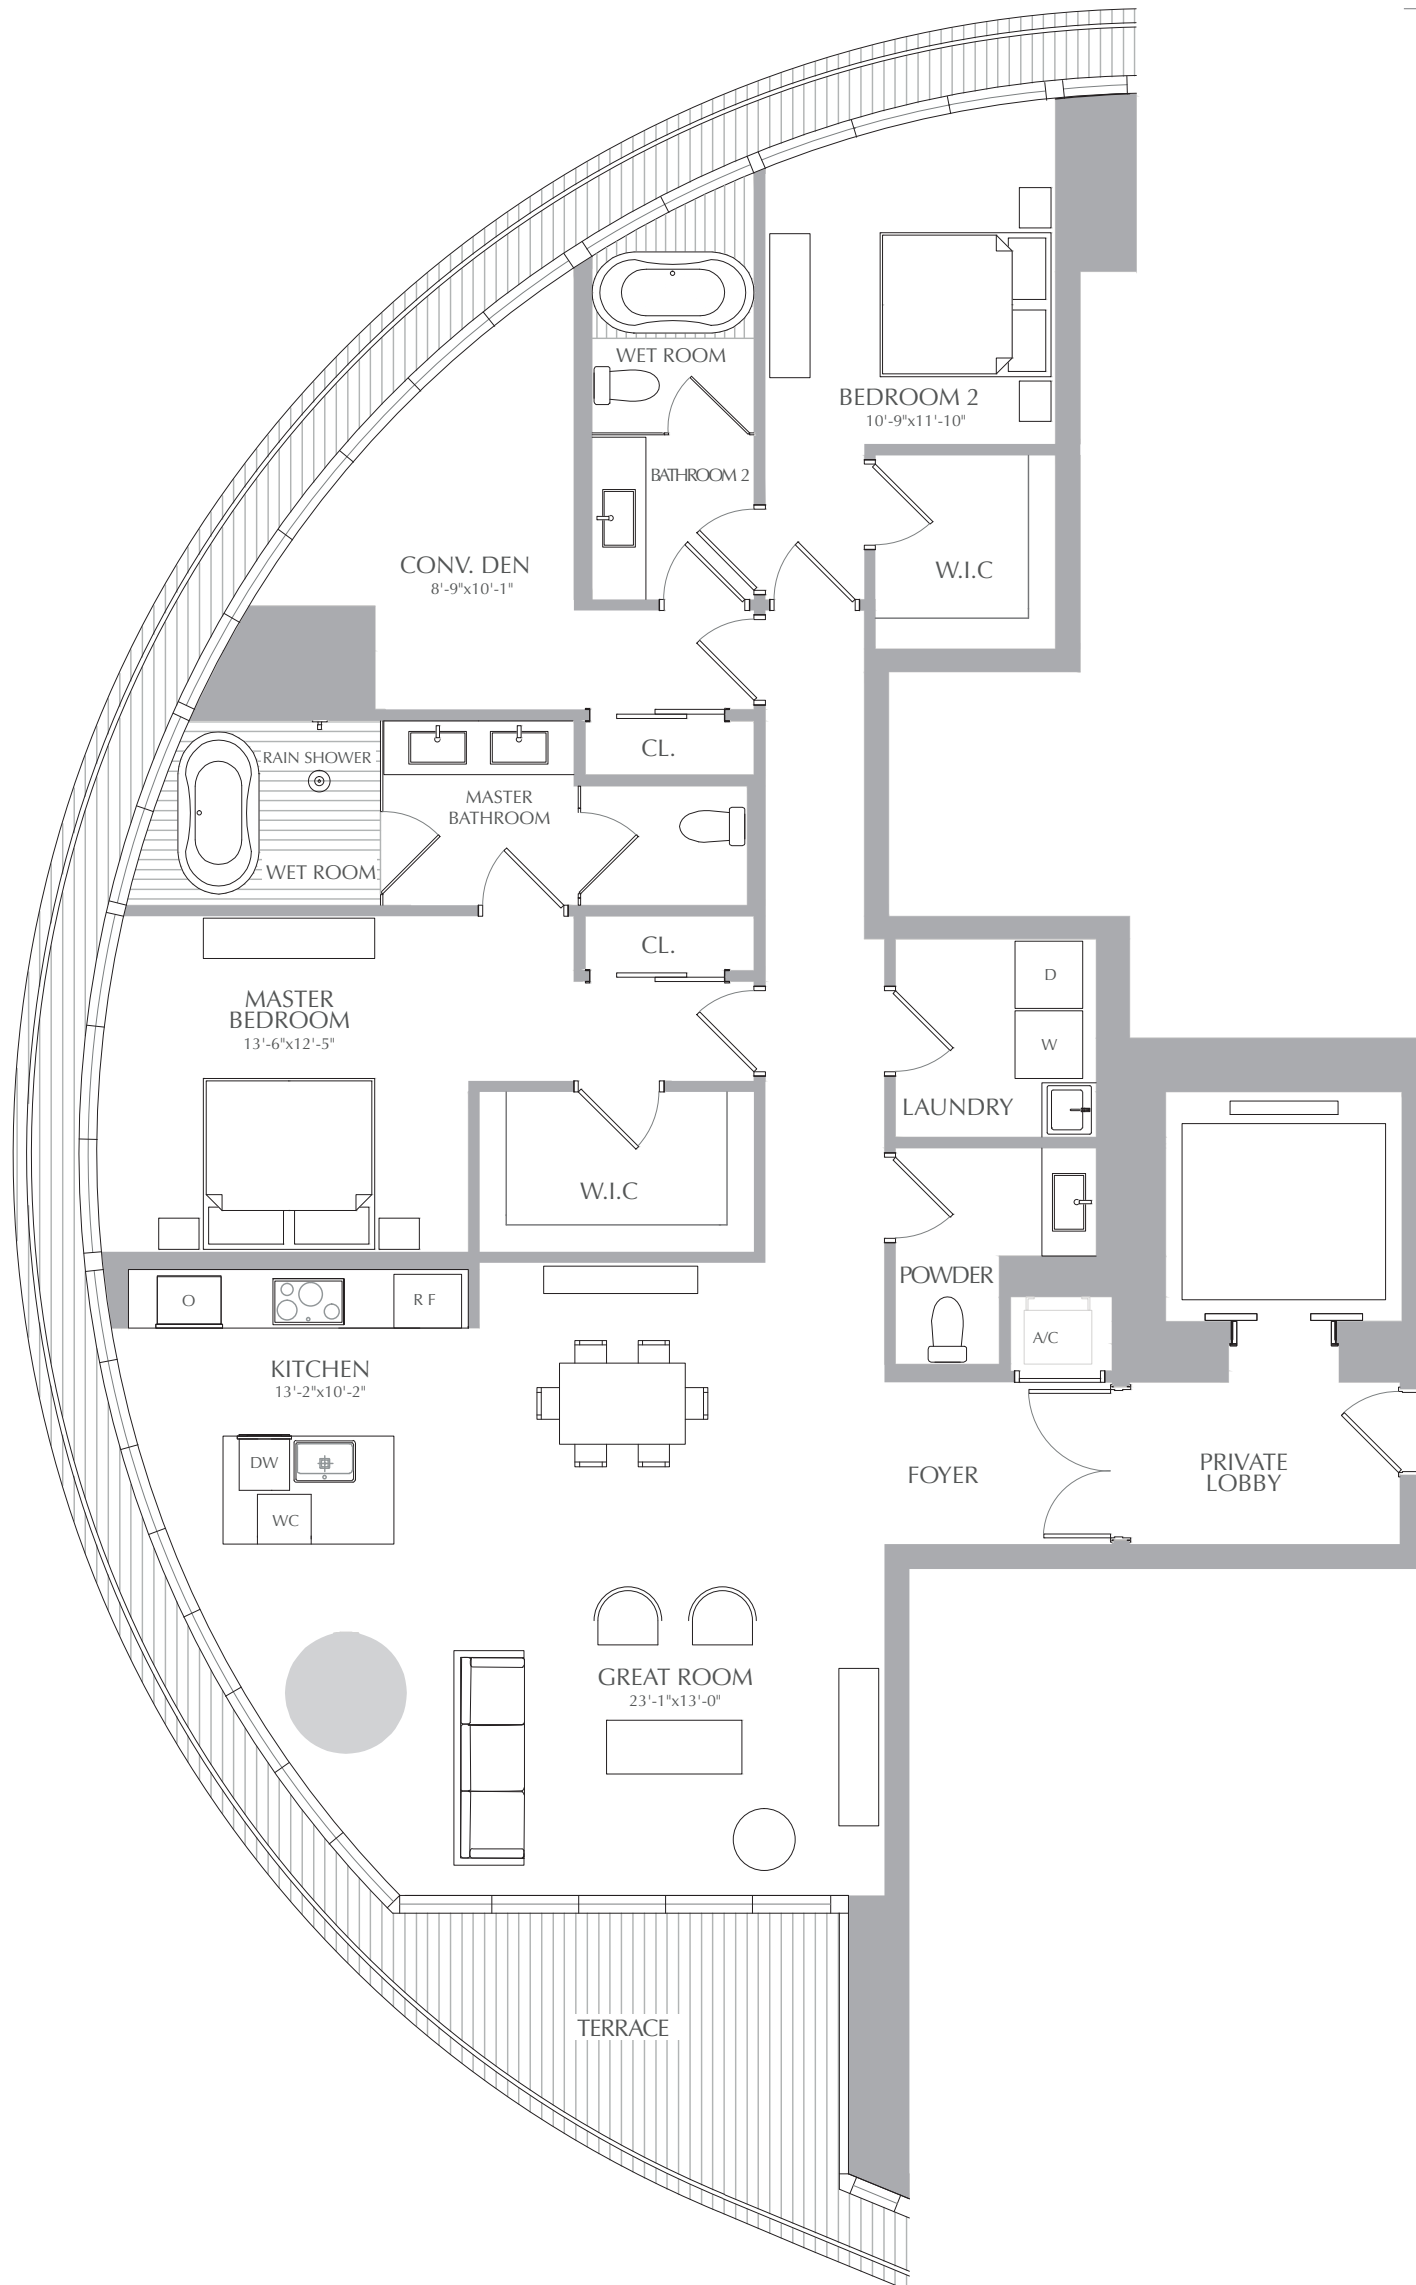 WET ROOM
BEDROOM 2
10'-9"x11'-10"
BATHROOM 2
CONV. DEN
8'-9"x10'-1"
W.I.C
CL.
RAIN SHOWER
MASTER
BATHROOM
WET ROOM
CL.
D
MASTER
BEDROOM
13'-6"x12'-5"
W
LAUNDRY
W.I.C
POWDER
O
R F
A/C
KITCHEN
13'-2"x10'-2"
DW
FOYER
PRIVATE
LOBBY
WC
GREAT ROOM
23'-1"x13'-0"
TERRACE